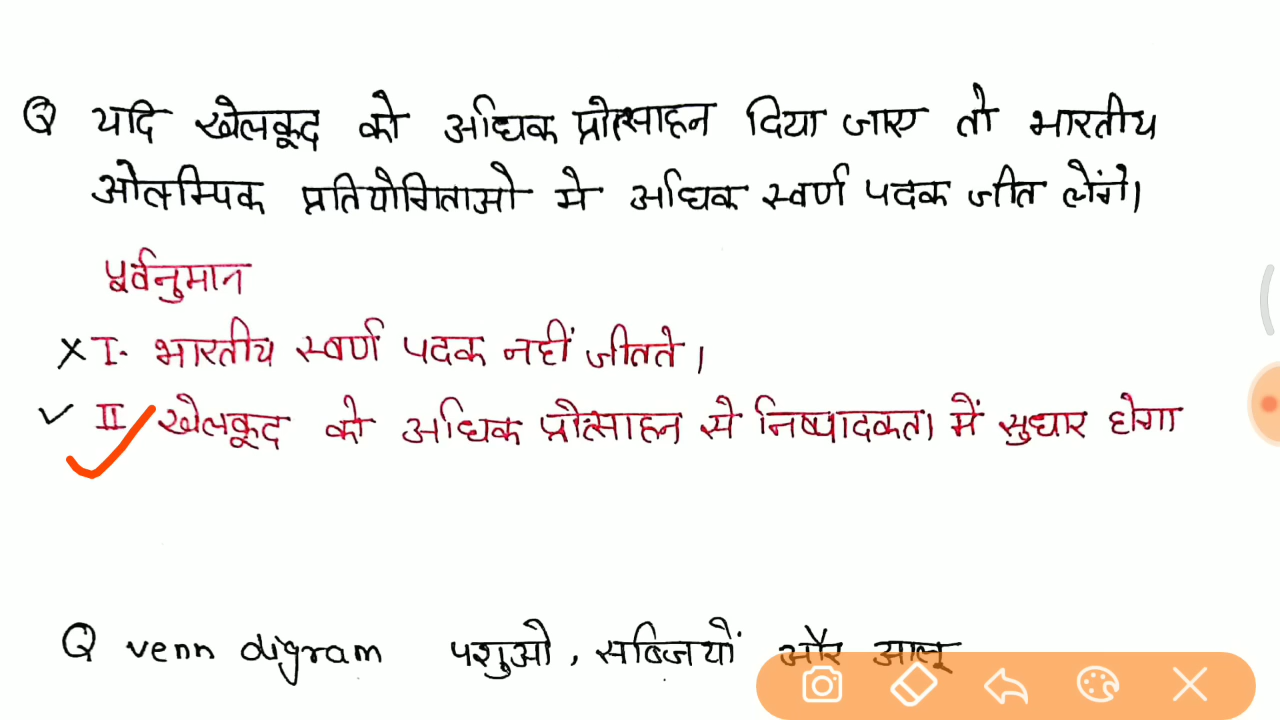 Q यदि खेलकूद को अधिक प्रोत्साहन दिया जाए तो भारतीय
ओलम्पिक प्रतियोगिताओ मे अधिक स्वर्ण पदक जीत लेंगे।
पूर्वनुमान
X I. भारतीय स्वर्ण पदक नहीं जीतते।
✓ II खेलकूद को अधिक प्रोत्साहन से निष्पादकता में सुधार होगा
Q venn digram पशुओ, सब्जियों और आलू